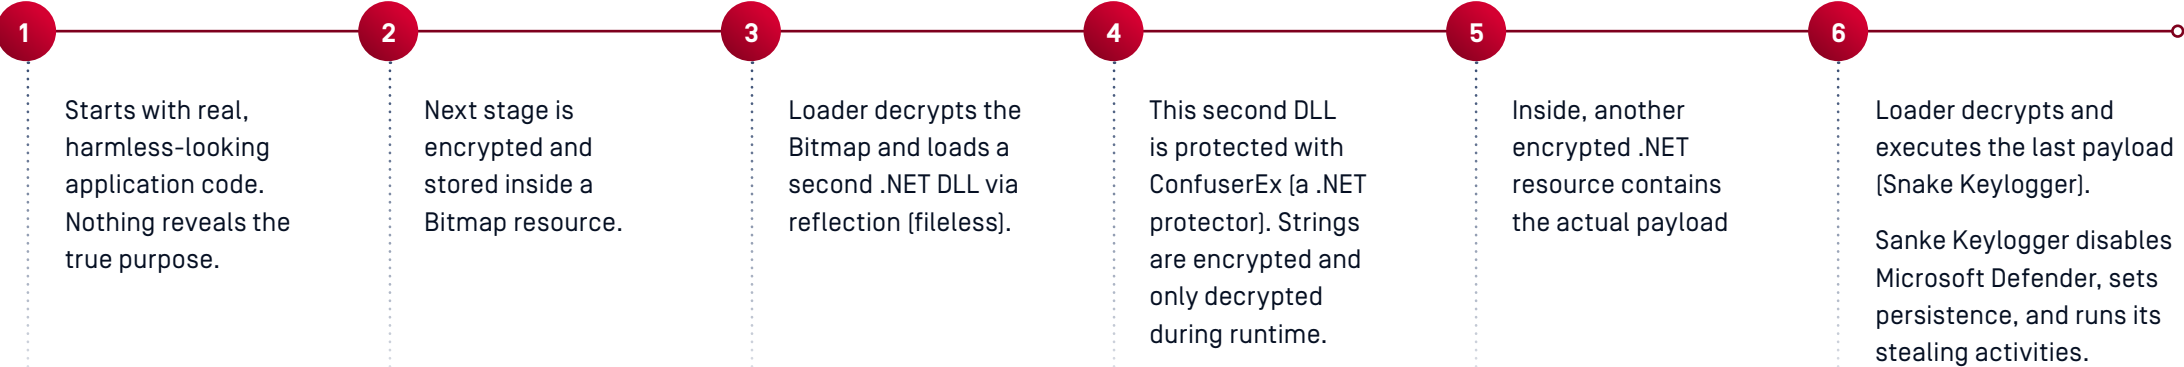 1
Starts with real,
harmless-looking
application code.
Nothing reveals the
true purpose.
2
Next stage is
encrypted and
stored inside a
Bitmap resource.
3
Loader decrypts the
Bitmap and loads a
second .NET DLL via
reflection (fileless).
4
This second DLL
is protected with
ConfuserEx (a .NET
protector). Strings
are encrypted and
only decrypted
during runtime.
5
Inside, another
encrypted .NET
resource contains
the actual payload
6
Loader decrypts and
executes the last payload
(Snake Keylogger).
Sanke Keylogger disables
Microsoft Defender, sets
persistence, and runs its
stealing activities.